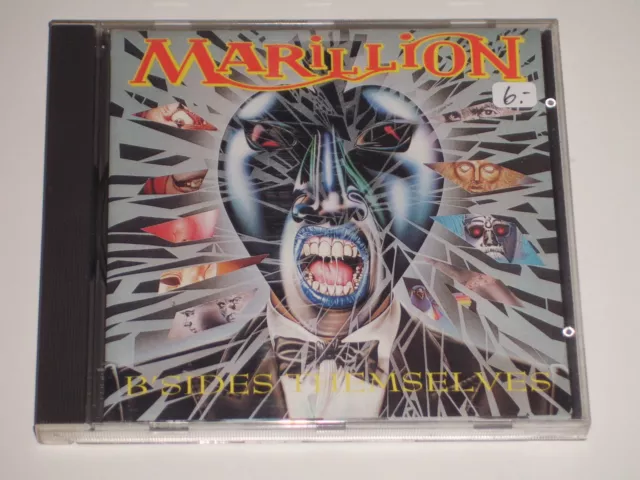 MARILLION
6.-
B'SIDES THEMSELVES